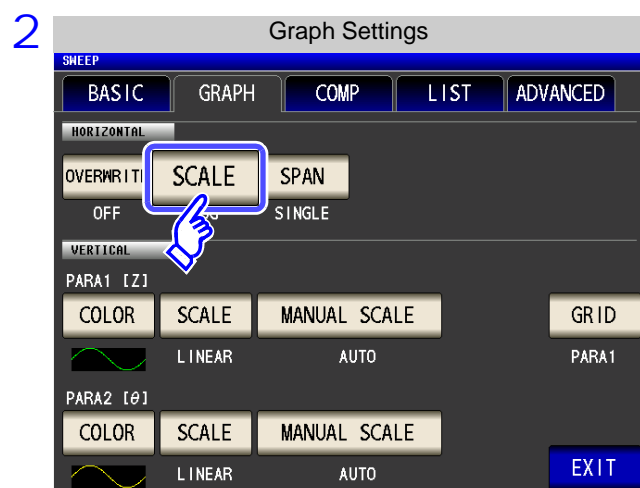 2
Graph Settings
SWEEP
BASIC GRAPH COMP LIST ADVANCED
HORIZONTAL
SCALE SPAN
OFF SINGLE
VERTICAL
PARA1 [Z]
COLOR SCALE MANUAL SCALE GRID
LINEAR AUTO PARA1
PARA2 [θ]
COLOR SCALE MANUAL SCALE
LINEAR AUTO EXIT